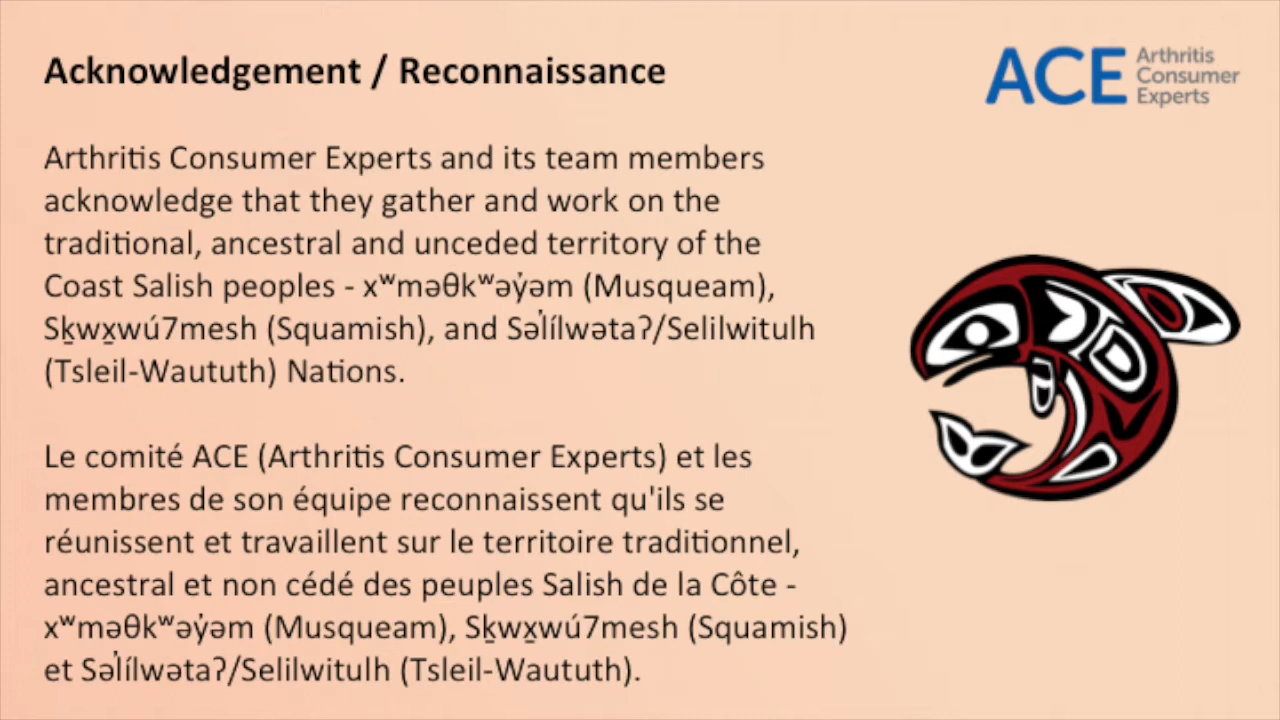 Acknowledgement / Reconnaissance
ACE Arthritis
Consumer
Experts
Arthritis Consumer Experts and its team members
acknowledge that they gather and work on the
traditional, ancestral and unceded territory of the
Coast Salish peoples - xʷməθkʷəy̓əm (Musqueam),
Sḵwx̱wú7mesh (Squamish), and Səl̓ílwətaʔ/Selilwitulh
(Tsleil-Waututh) Nations.
Le comité ACE (Arthritis Consumer Experts) et les
membres de son équipe reconnaissent qu'ils se
réunissent et travaillent sur le territoire traditionnel,
ancestral et non cédé des peuples Salish de la Côte -
xʷməθkʷəy̓əm (Musqueam), Sḵwx̱wú7mesh (Squamish)
et Səl̓ílwətaʔ/Selilwitulh (Tsleil-Waututh).